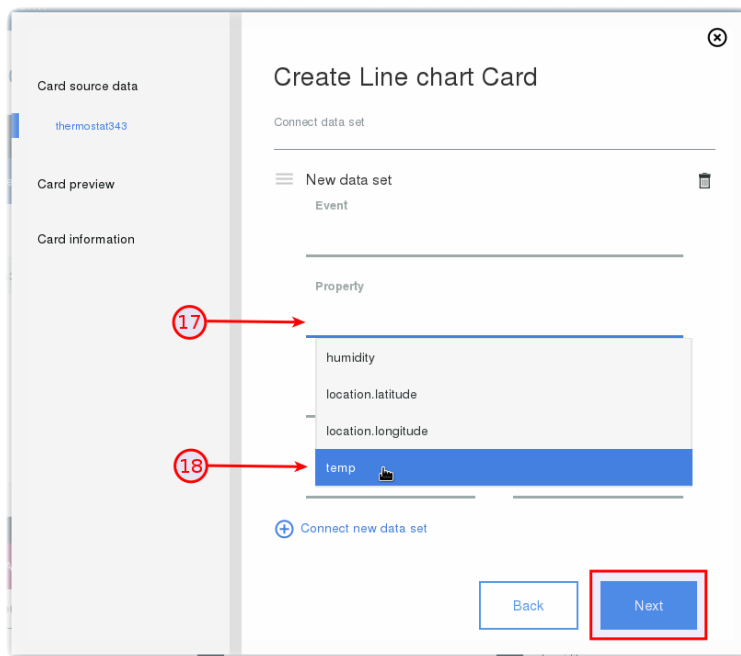 Create Line chart Card
Card source data
thermostat343
Card preview
Card information
Connect data set
New data set
Event
Property
17
humidity
location.latitude
location.longitude
18
temp
Connect new data set
Back
Next